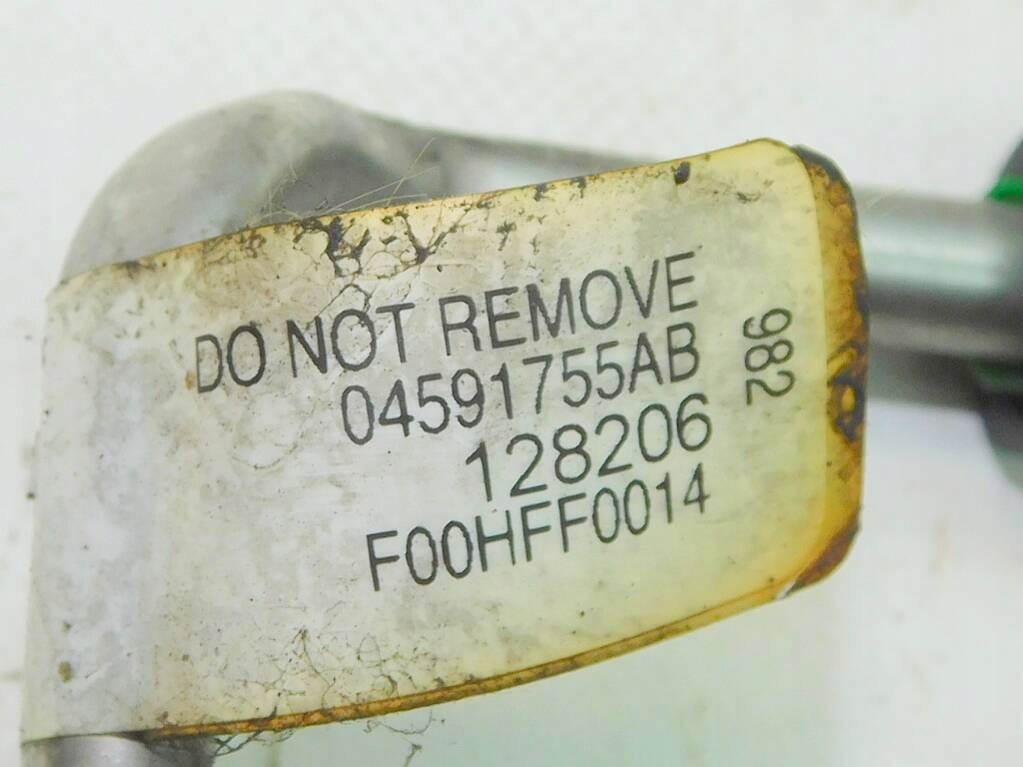 DO NOT REMOVE
04591755AB
128206
F00HFF0014
982